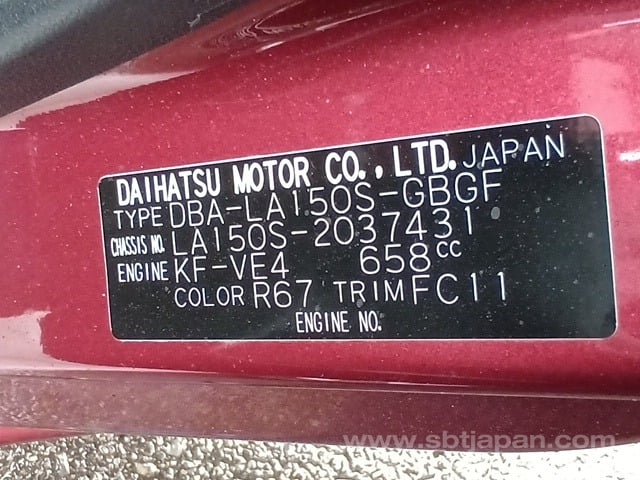 DAIHATSU MOTOR CO., LTD. JAPAN
TYPE DBA-LA150S-GBGF
CHASSIS NO. LA150S-2037431
ENGINE KF-VE4 658cc
COLOR R67 TRIM FC11
ENGINE NO.
www.sbtjapan.com